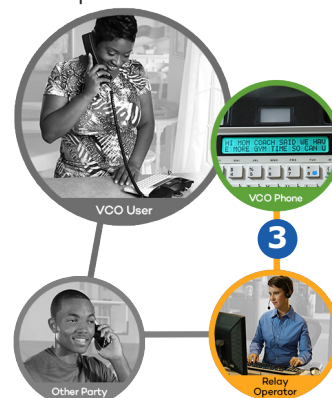 VCO User
HI MOM COACH SAID WE HAV
E MORE GYM TIME SO CAN U
VCO Phone
3
Other Party
Relay
Operator